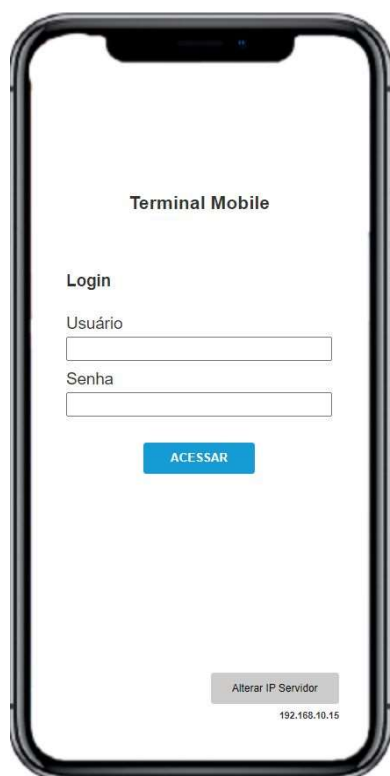 Terminal Mobile
Login
Usuário
Senha
ACESSAR
Alterar IP Servidor
192.168.10.15